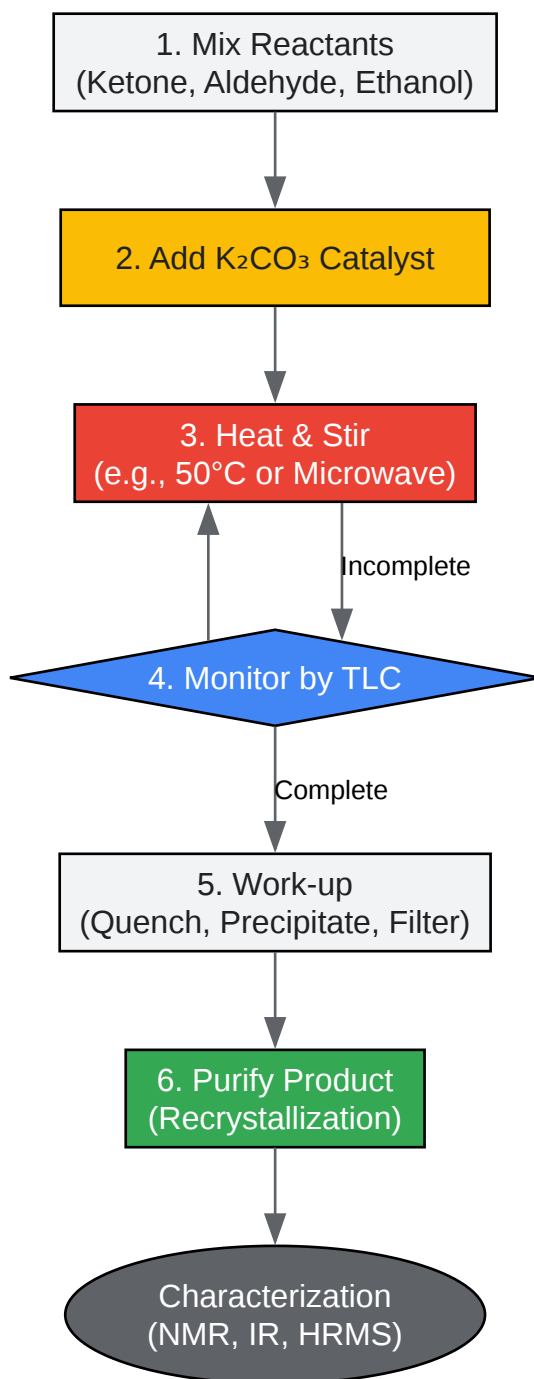 1. Mix Reactants
(Ketone, Aldehyde, Ethanol)
2. Add K₂CO₃ Catalyst
3. Heat & Stir
(e.g., 50°C or Microwave)
Incomplete
4. Monitor by TLC
Complete
5. Work-up
(Quench, Precipitate, Filter)
6. Purify Product
(Recrystallization)
Characterization
(NMR, IR, HRMS)